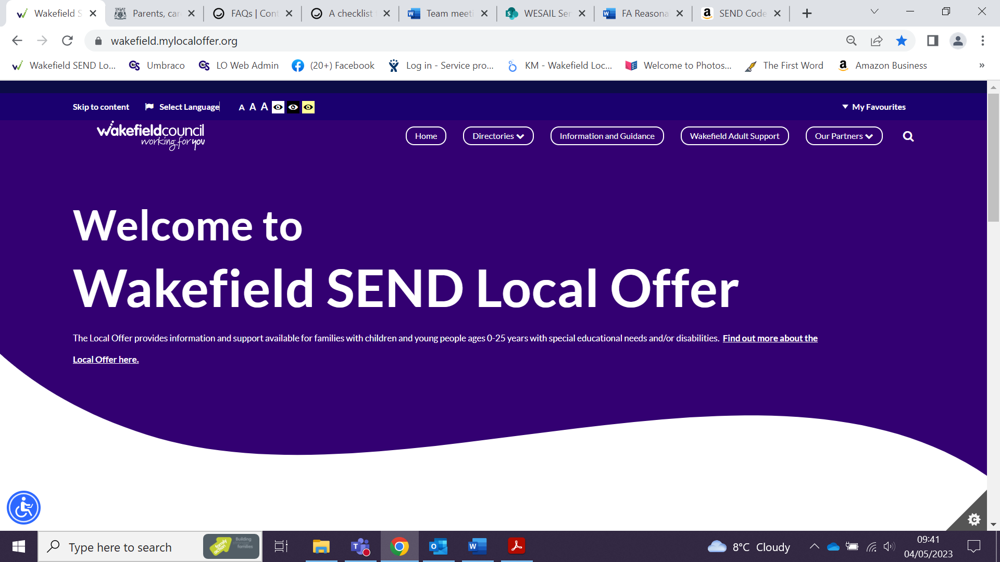 Wakefield S
Parents, car
FAQs | Cont
A checklist
Team meeti
WESAIL Ser
FA Reasona
SEND Code
wakefield.mylocaloffer.org
Wakefield SEND Lo...
Umbraco
LO Web Admin
(20+) Facebook
Log in - Service pro...
KM - Wakefield Loc...
Welcome to Photos...
The First Word
Amazon Business
»
Skip to content
Select Language
A A A
My Favourites
wakefieldcouncil
working for you
Home
Directories
Information and Guidance
Wakefield Adult Support
Our Partners
Welcome to
Wakefield SEND Local Offer
The Local Offer provides information and support available for families with children and young people ages 0-25 years with special educational needs and/or disabilities. Find out more about the
Local Offer here.
Type here to search
family action
Building
families
8°C Cloudy
09:41
04/05/2023